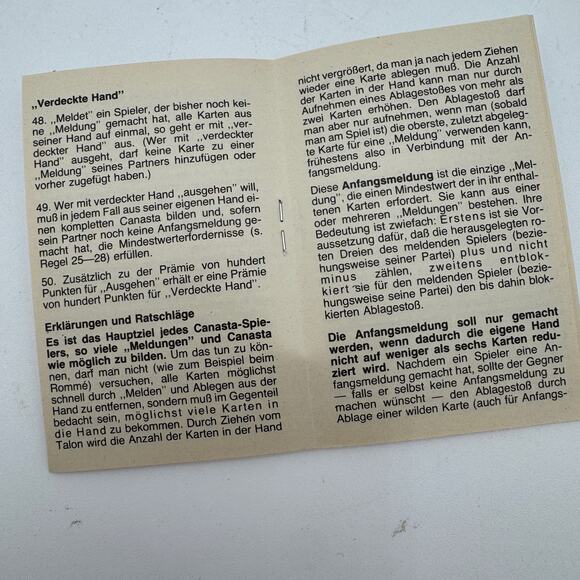 „Verdeckte Hand"
48. „Meldet" ein Spieler, der bisher noch kei-
ne „Meldung" gemacht hat, alle Karten aus
seiner Hand auf einmal, so geht er mit „ver-
deckter Hand" aus. (Wer mit „verdeckter
Hand" ausgeht, darf keine Karte zu einer
„Meldung" seines Partners hinzufügen oder
vorher zugefügt haben.)
49. Wer mit verdeckter Hand „ausgehen" will,
muß in jedem Fall aus seiner eigenen Hand ei-
nen kompletten Canasta bilden und, sofern
sein Partner noch keine Anfangsmeldung ge-
macht hat, die Mindestwerterfordernisse (s.
Regel 25—28) erfüllen.
50. Zusätzlich zu der Prämie von hundert
Punkten für „Ausgehen" erhält er eine Prämie
von hundert Punkten für „Verdeckte Hand".
Erklärungen und Ratschläge
Es ist das Hauptziel jedes Canasta-Spie-
lers, so viele „Meldungen" und Canasta
wie möglich zu bilden. Um das tun zu kön-
nen, darf man nicht (wie zum Beispiel beim
Rommé) versuchen, alle Karten möglichst
schnell durch „Melden" und Ablegen aus der
Hand zu entfernen, sondern muß im Gegenteil
bedacht sein, möglichst viele Karten in
die Hand zu bekommen. Durch Ziehen vom
Talon wird die Anzahl der Karten in der Hand
nicht vergrößert, da man ja nach jedem Ziehen
wieder eine Karte ablegen muß. Die Anzahl
der Karten in der Hand kann man nur durch
Aufnehmen eines Ablagestoßes von mehr als
zwei Karten erhöhen. Den Ablagestoß darf
man aber nur aufnehmen, wenn man (sobald
man am Spiel ist) die oberste, zuletzt abgeleg-
te Karte für eine „Meldung" verwenden kann,
frühestens also in Verbindung mit der An-
fangsmeldung.
Diese Anfangsmeldung ist die einzige „Mel-
dung", die einen Mindestwert der in ihr enthal-
tenen Karten erfordert. Sie kann aus einer
oder mehreren „Meldungen" bestehen. Ihre
Bedeutung ist zwiefach: Erstens ist sie Vor-
aussetzung dafür, daß die herausgelegten ro-
ten Dreien des meldenden Spielers (bezie-
hungsweise seiner Partei) plus und nicht
minus zählen, zweitens entblok-
kiert sie für den meldenden Spieler (bezie-
hungsweise seine Partei) den bis dahin blok-
kierten Ablagestoß.
Die Anfangsmeldung soll nur gemacht
werden, wenn dadurch die eigene Hand
nicht auf weniger als sechs Karten redu-
ziert wird. Nachdem ein Spieler eine An-
fangsmeldung gemacht hat, sollte der Gegner
— falls er selbst keine Anfangsmeldung zu
machen wünscht — den Ablagestoß durch
Ablage einer wilden Karte (auch für Anfangs-